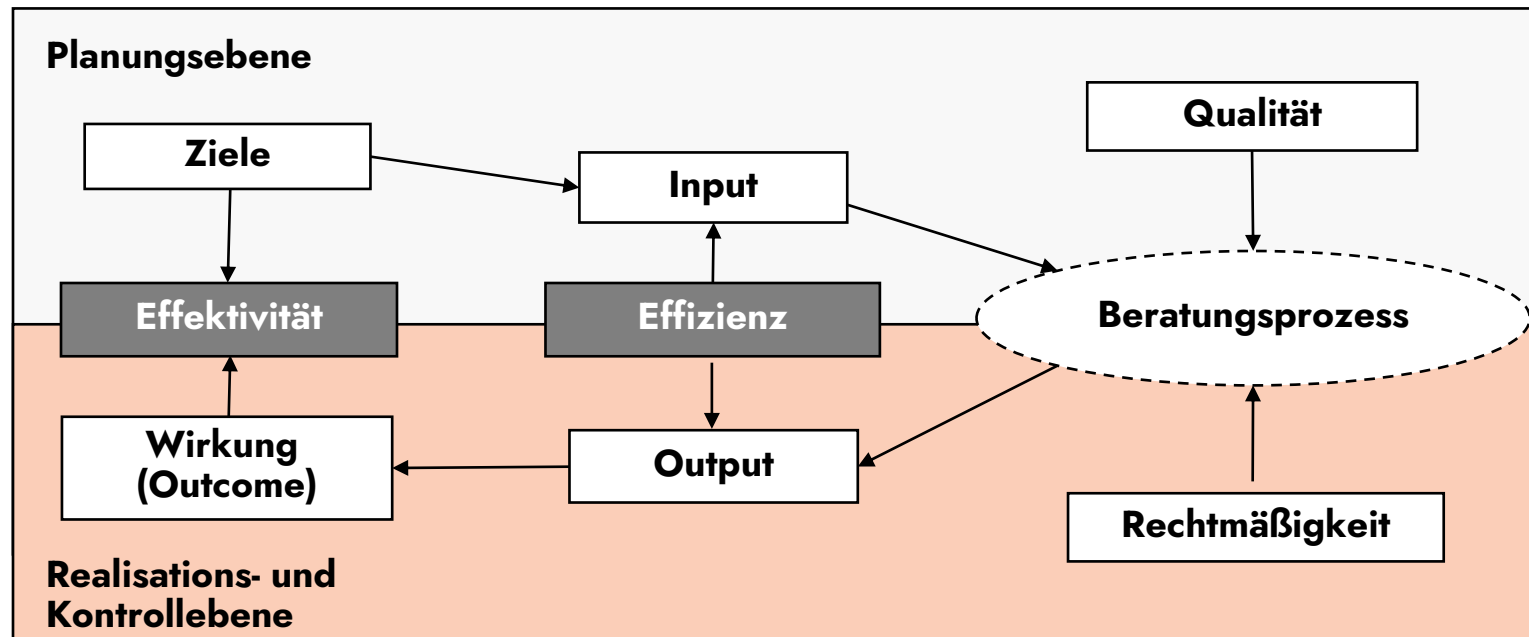 Planungsebene
Qualität
Ziele
Input
Effektivität
Effizienz
Beratungsprozess
Wirkung
(Outcome)
Output
Rechtmäßigkeit
Realisations- und
Kontrollebene